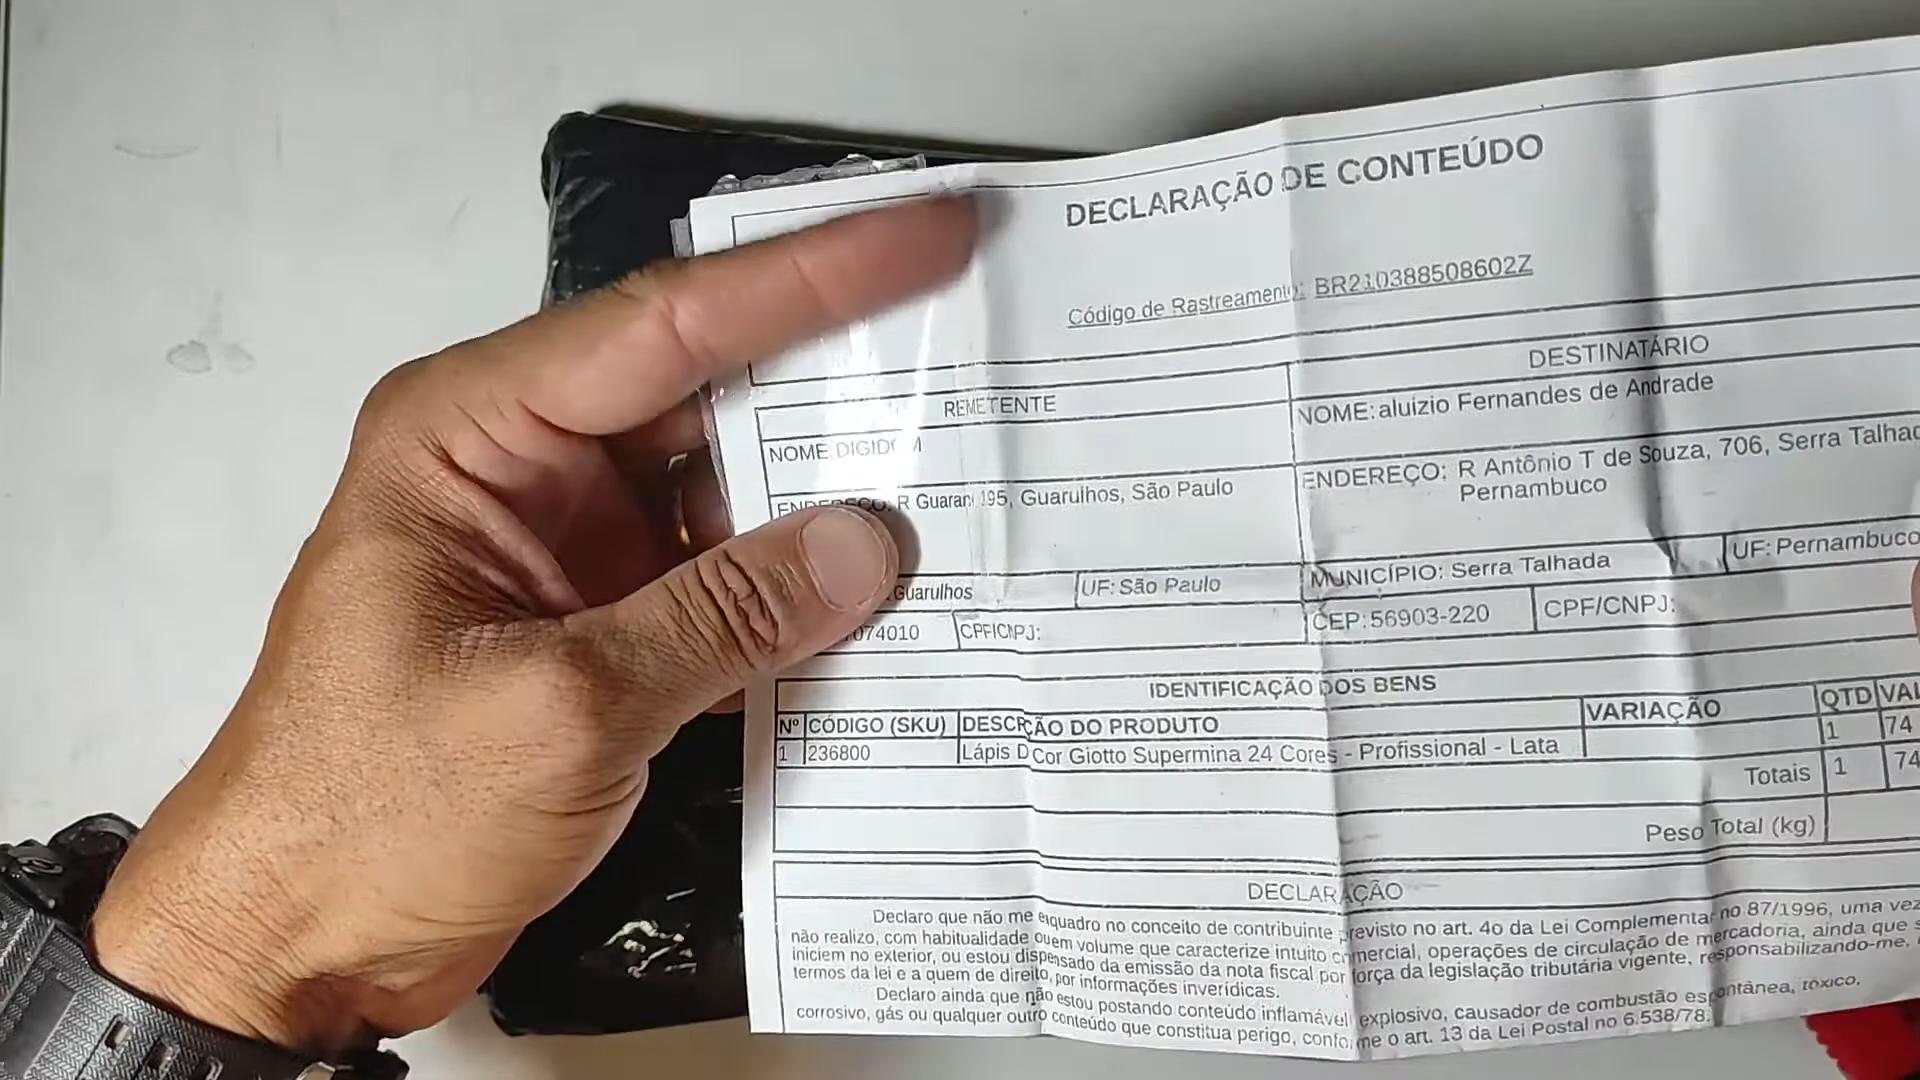 DECLARAÇÃO DE CONTEÚDO
Código de Rastreamento: BR210388508602Z
REMETENTE
NOME:
ENDEREÇO: R 195, Guarulhos, São Paulo
Guarulhos
UF: São Paulo
074010
CPF/CNPJ:
DESTINATÁRIO
NOME: aluizio Fernandes de Andrade
ENDEREÇO: R Antônio T de Souza, 706, Serra
Pernambuco
MUNICÍPIO: Serra Talhada
UF: Pernambuco
CEP: 56903-220
CPF/CNPJ:
IDENTIFICAÇÃO DOS BENS
Nº CÓDIGO (SKU) VARIAÇÃO QTD
1 236800 Lápis D Cor Giotto Supermina 24 Cores - Profissional - Lata 1 74
Totais 1 74
Peso Total (kg)
DECLARAÇÃO
Declaro que não me enquadro no conceito de contribuinte previsto no art. 4o da Lei Complementar no 87/1996, uma vez
não realizo, com habitualidade ou em volume que caracterize intuito comercial, operações de circulação de mercadoria, ainda que
iniciem no exterior, ou estou dispensado da emissão da nota fiscal por força da legislação tributária vigente, responsabilizando-me,
termos da lei e a quem de direito, por informações inverídicas.
Declaro ainda que não estou postando conteúdo inflamável explosivo, causador de combustão espontânea, tóxico,
corrosivo, gás ou qualquer outro conteúdo que constitua perigo, conforme o art. 13 da Lei Postal no 6.538/78.